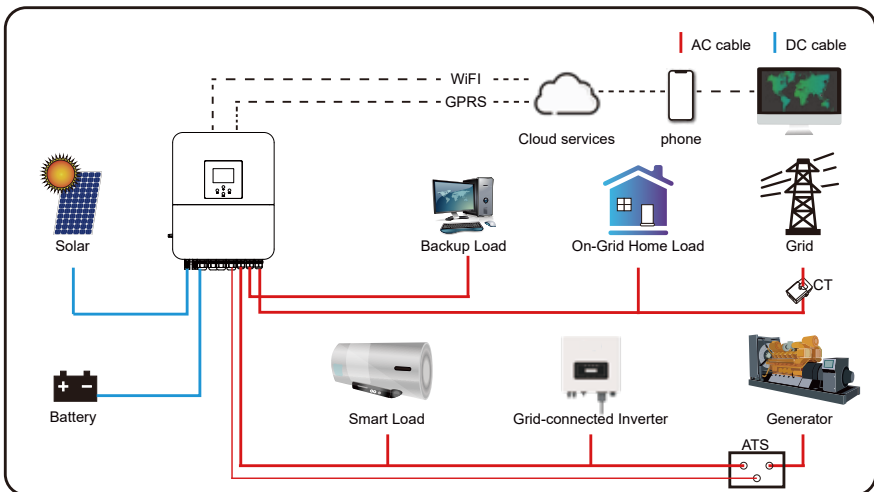 AC cable
DC cable
WiFI
GPRS
Cloud services
phone
Solar
Backup Load
On-Grid Home Load
Grid
CT
Battery
Smart Load
Grid-connected Inverter
Generator
ATS